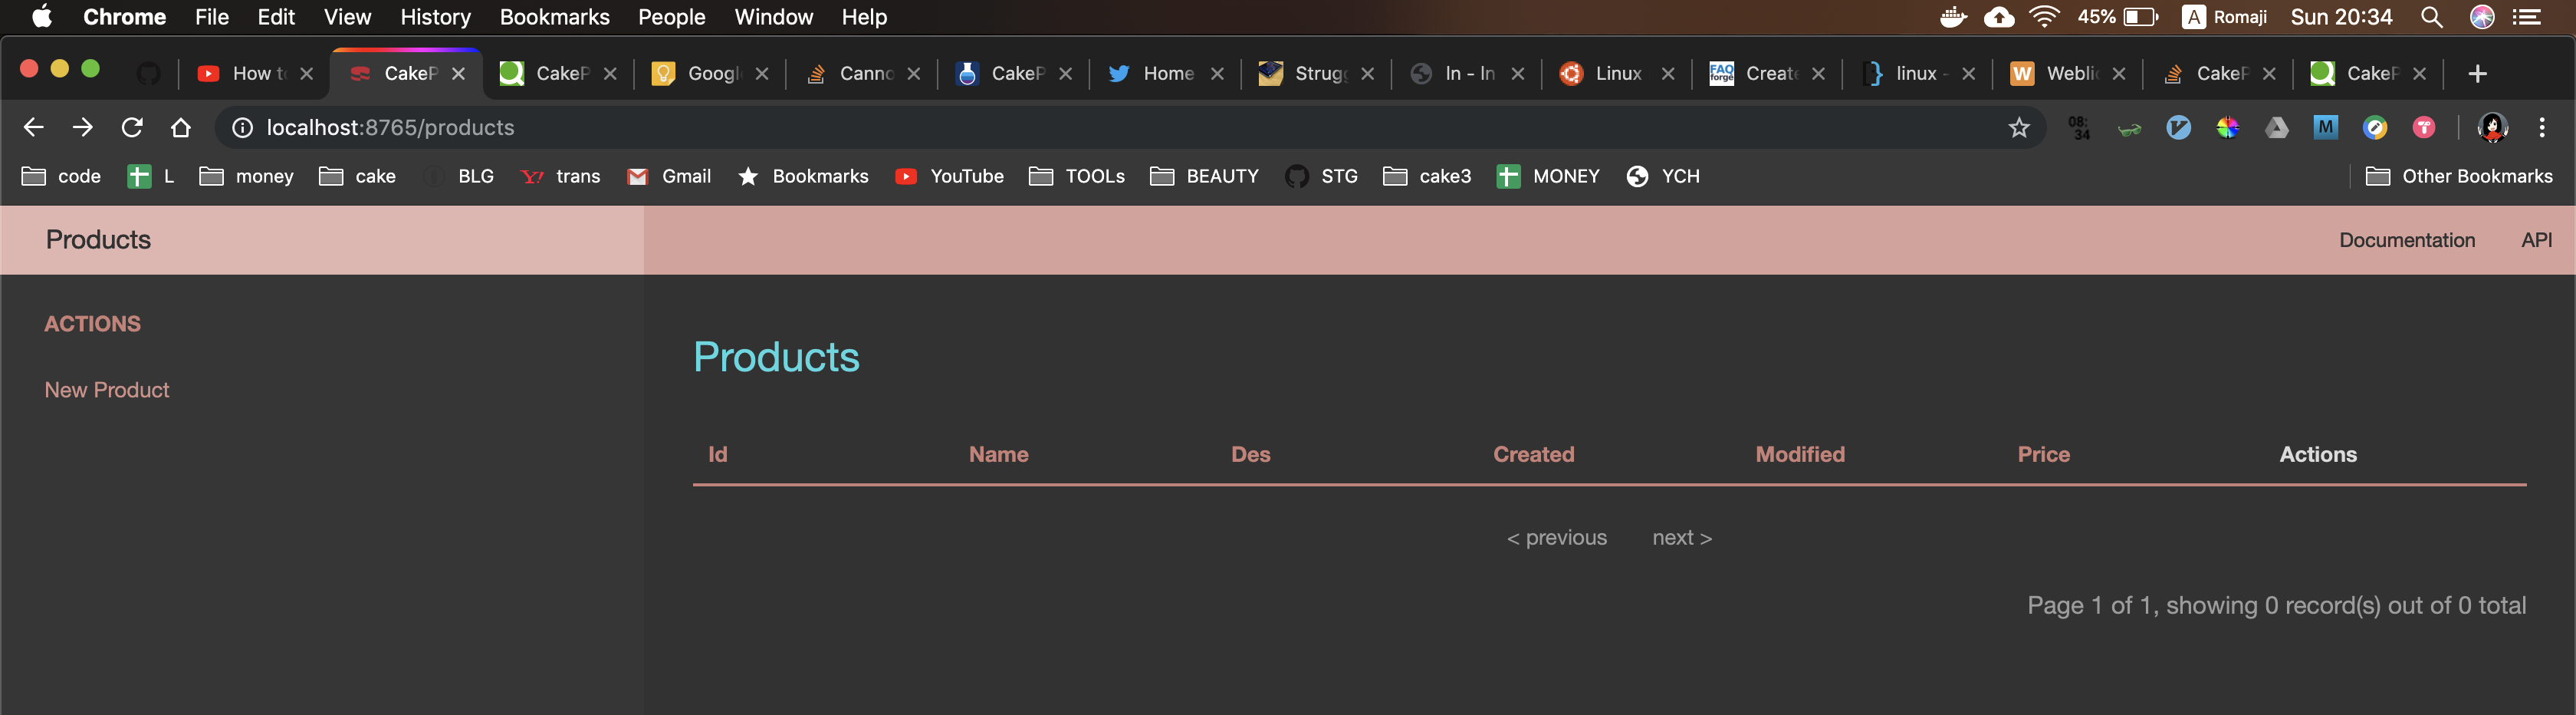 Chrome File Edit View History Bookmarks People Window Help 45% A Romaji Sun 20:34
How to CakeP CakeP Googl Canno CakeP Home Strug In - In Linux FAQ forge Create linux - W Weblic CakeP CakeP
localhost:8765/products 08: 34 M
code L money cake BLG Y! trans Gmail Bookmarks YouTube TOOLs BEAUTY STG cake3 MONEY YCH Other Bookmarks
Products Documentation API
ACTIONS
Products
New Product
Id Name Des Created Modified Price Actions
< previous next >
Page 1 of 1, showing 0 record(s) out of 0 total